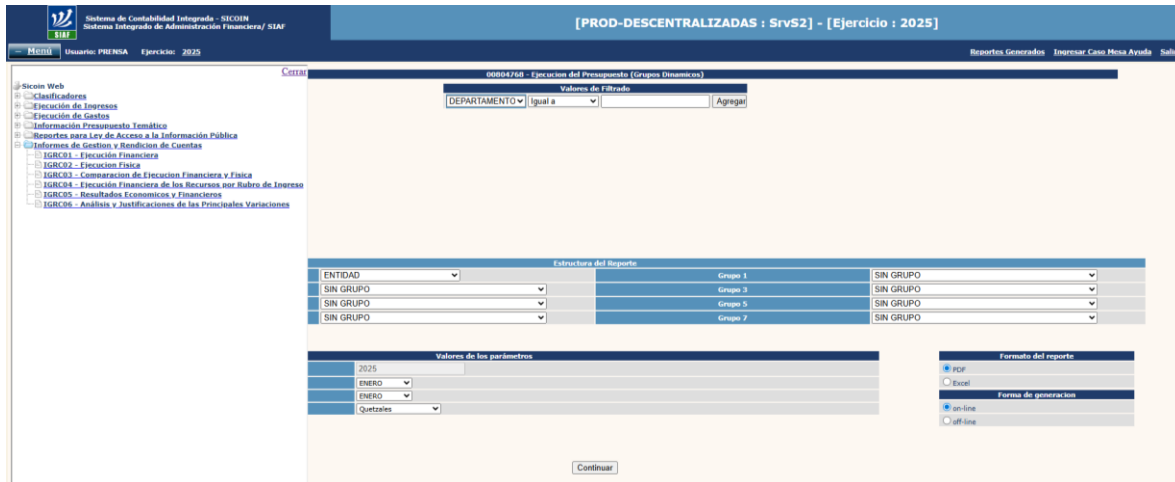 Sistema de Contabilidad Integrada - SICOIN
Sistema Integrado de Administración Financiera/ SIAF
SIAF
[PROD-DESCENTRALIZADAS : SrvS2] - [Ejercicio : 2025]
Menú Usuario: PRENSA Ejercicio: 2025
Reportes Generados Ingresar Caso Mesa Ayuda Sali
Cerrar
Sicoin Web
Clasificadores
Ejecución de Ingresos
Ejecución de Gastos
Información Presupuesto Temático
Reportes para Ley de Acceso a la Información Pública
Informes de Gestion y Rendicion de Cuentas
IGRC01 - Ejecución Financiera
IGRC02 - Ejecucion Fisica
IGRC03 - Comparacion de Ejecucion Financiera y Fisica
IGRC04 - Ejecución Financiera de los Recursos por Rubro de Ingreso
IGRC05 - Resultados Economicos y Financieros
IGRC06 - Análisis y Justificaciones de las Principales Variaciones
00804768 - Ejecucion del Presupuesto (Grupos Dinamicos)
Valores de Filtrado
DEPARTAMENTO Igual a Agregar
Estructura del Reporte
ENTIDAD Grupo 1 SIN GRUPO
SIN GRUPO Grupo 3 SIN GRUPO
SIN GRUPO Grupo 5 SIN GRUPO
SIN GRUPO Grupo 7 SIN GRUPO
Valores de los parámetros
2025
ENERO
ENERO
Quetzales
Formato del reporte
PDF
Excel
Forma de generacion
on-line
off-line
Continuar